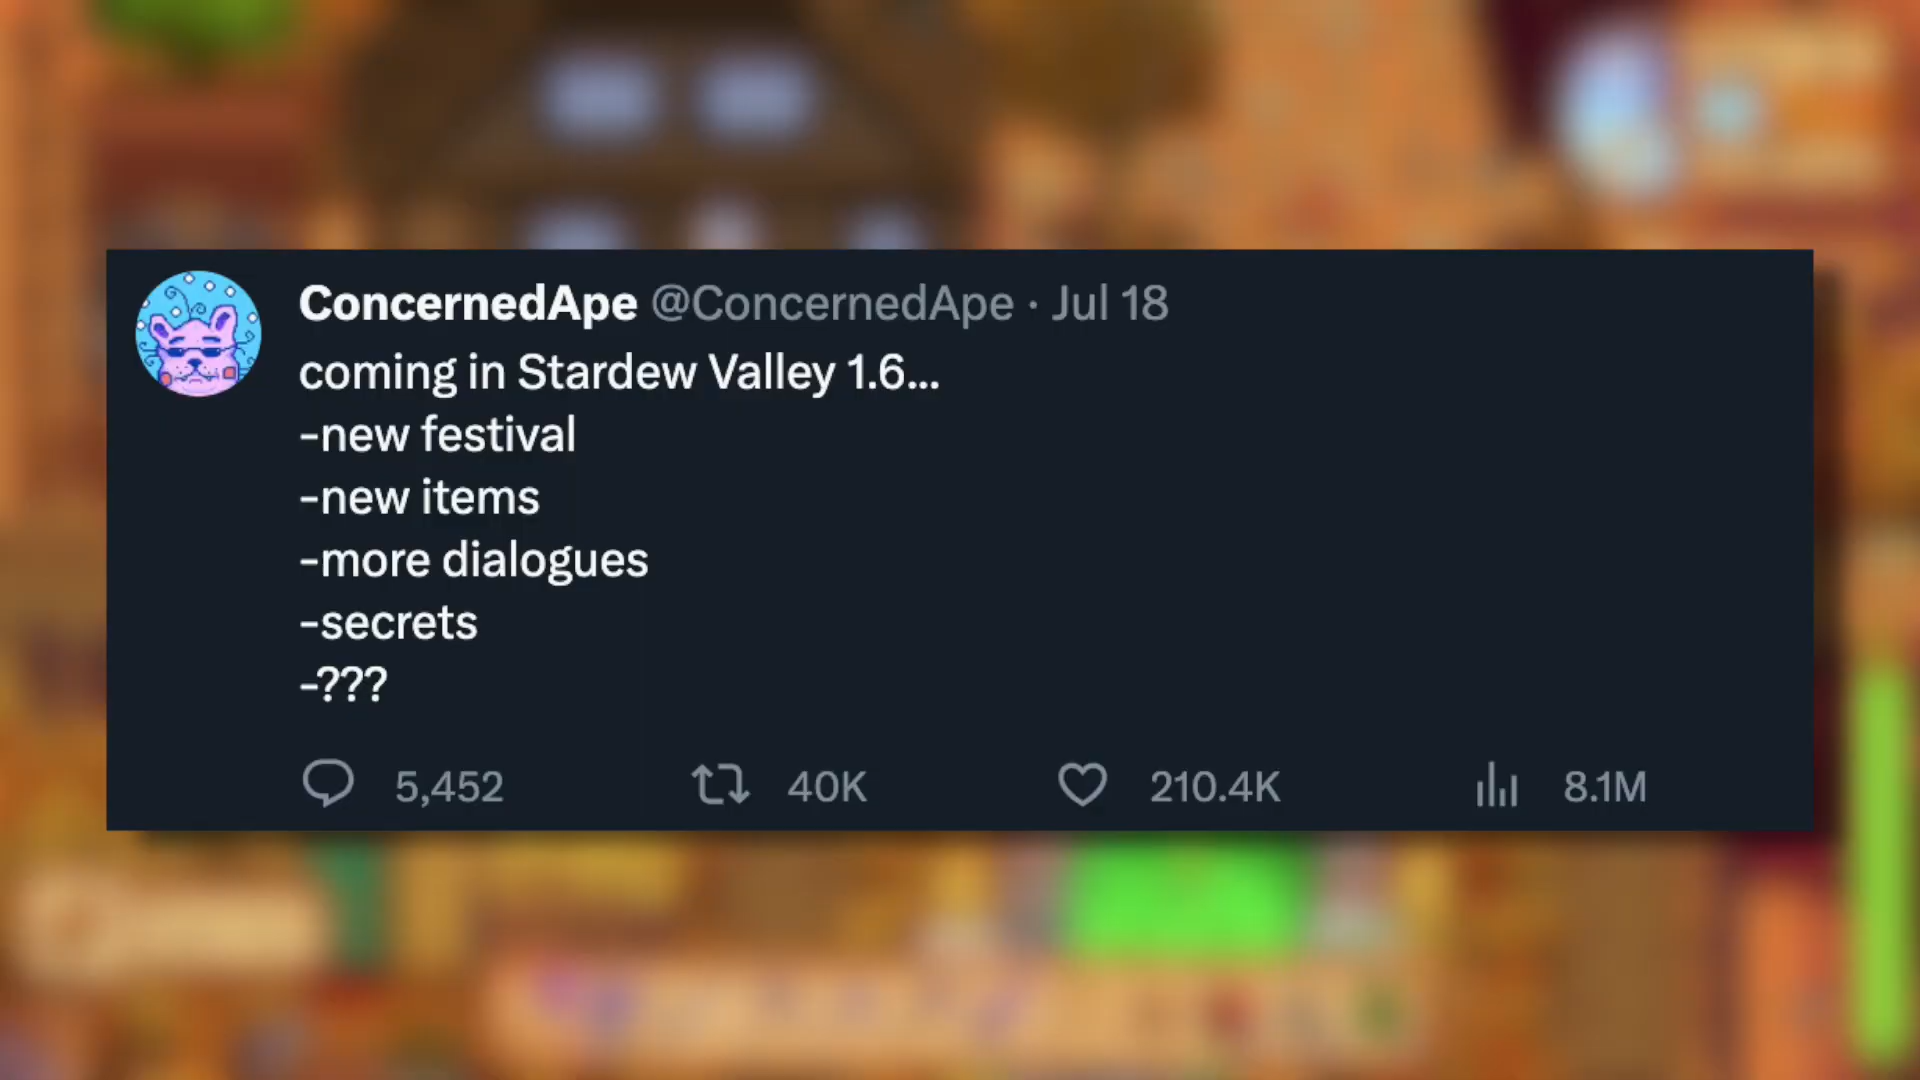 ConcernedApe @ConcernedApe · Jul 18
coming in Stardew Valley 1.6...
-new festival
-new items
-more dialogues
-secrets
-???
5,452 40K 210.4K 8.1M